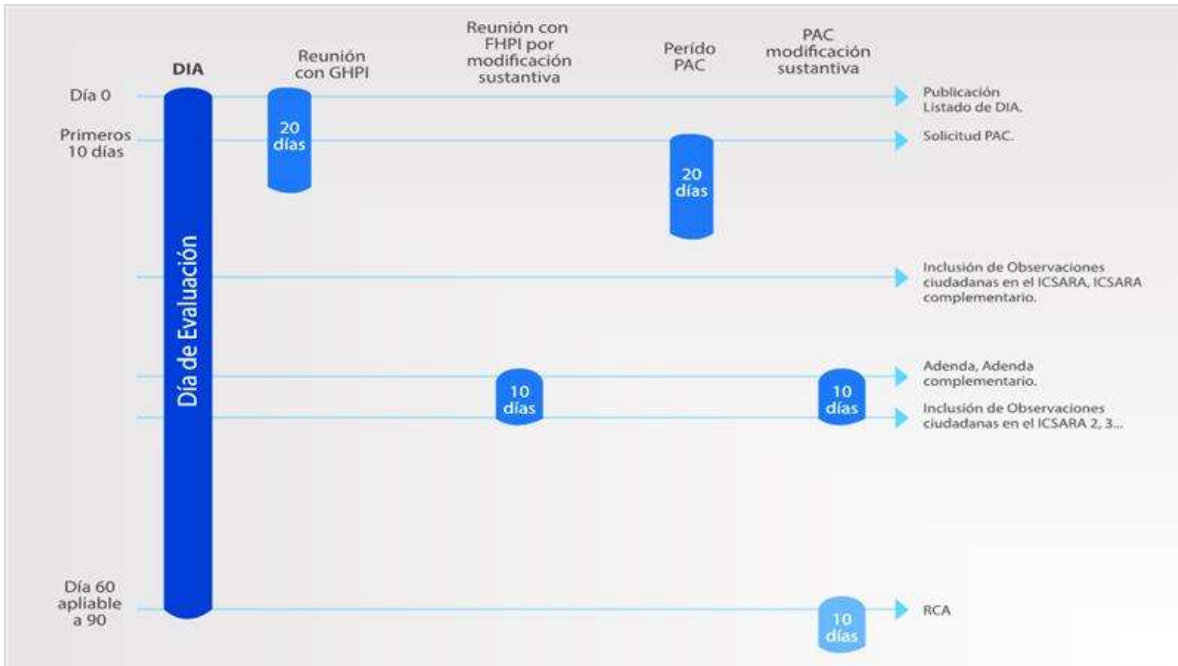 DIA
Reunión
con GHPI
Reunión con
FHPI por
modificación
sustantiva
Perído
PAC
PAC
modificación
sustantiva
Día 0
Primeros
10 días
Día 60
apliable
a 90
Día de Evaluación
20
días
20
días
10
días
10
días
10
días
Publicación
Listado de DIA.
Solicitud PAC.
Inclusión de Observaciones
ciudadanas en el ICSARA, ICSARA
complementario.
Adenda, Adenda
complementario.
Inclusión de Observaciones
ciudadanas en el ICSARA 2, 3...
RCA